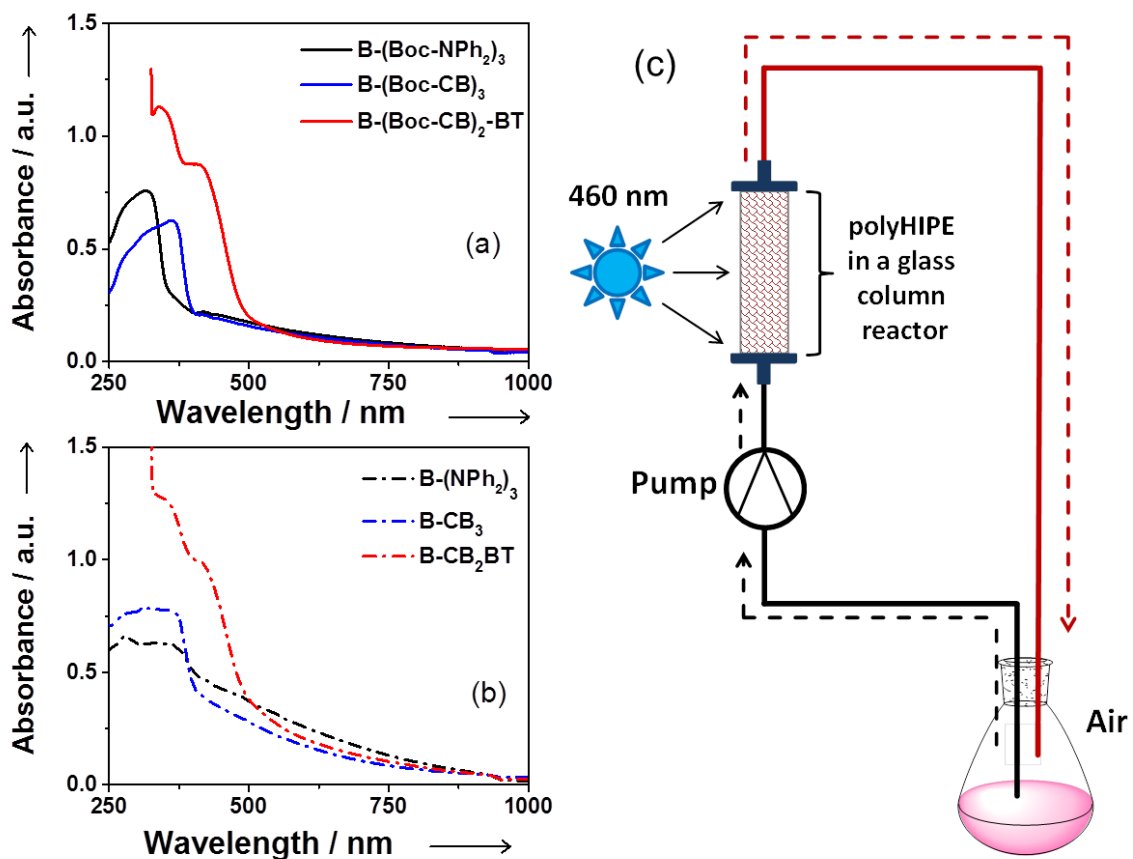 1.5
1.0
0.5
0.0
Absorbance / a.u.
B-(Boc-NPh₂)₃
B-(Boc-CB)₃
B-(Boc-CB)₂-BT
(a)
250 500 750 1000
Wavelength / nm
1.5
1.0
0.5
0.0
Absorbance / a.u.
B-(NPh₂)₃
B-CB₃
B-CB₂BT
(b)
250 500 750 1000
Wavelength / nm
(c)
460 nm
polyHIPE
in a glass
column
reactor
Pump
Air